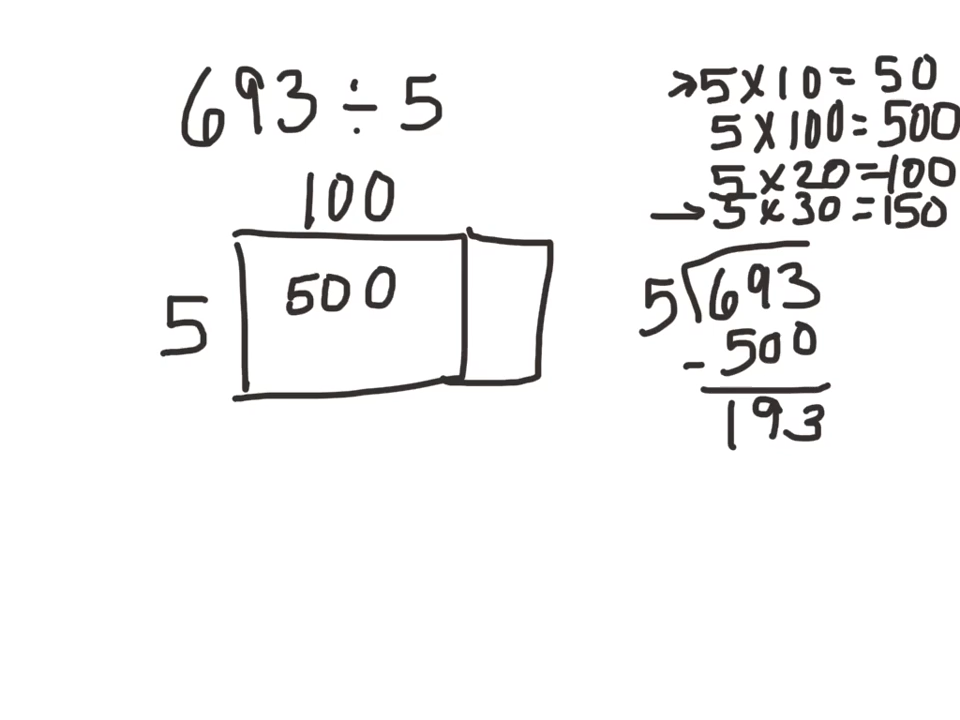 693 ÷ 5
→ 5 × 10 = 50
5 × 100 = 500
5 × 20 = 100
→ 5 × 30 = 150
100
5
500
5 693
- 500
193